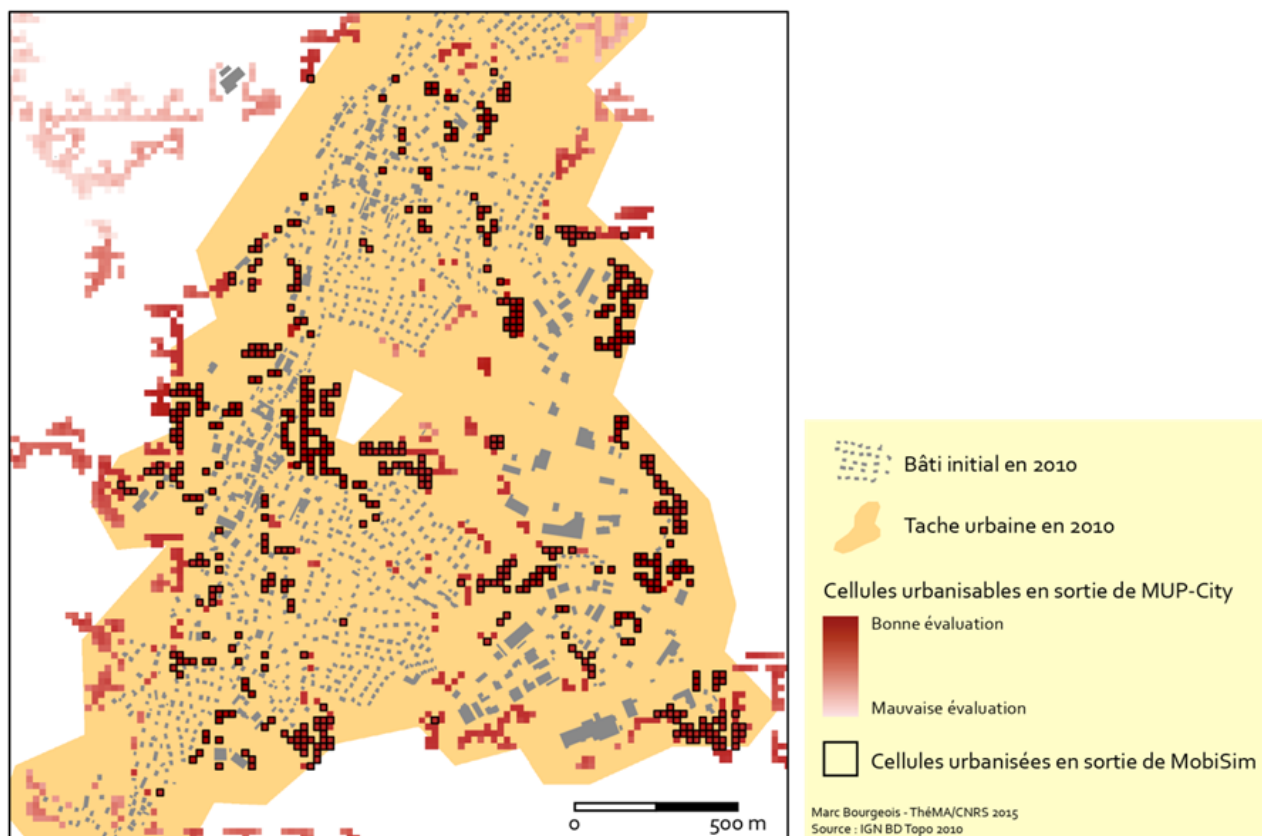 Bâti initial en 2010
Tache urbaine en 2010
Cellules urbanisables en sortie de MUP-City
Bonne évaluation
Mauvaise évaluation
Cellules urbanisées en sortie de MobiSim
Marc Bourgeois - ThéMA/CNRS 2015
Source : IGN BD Topo 2010
0 500 m